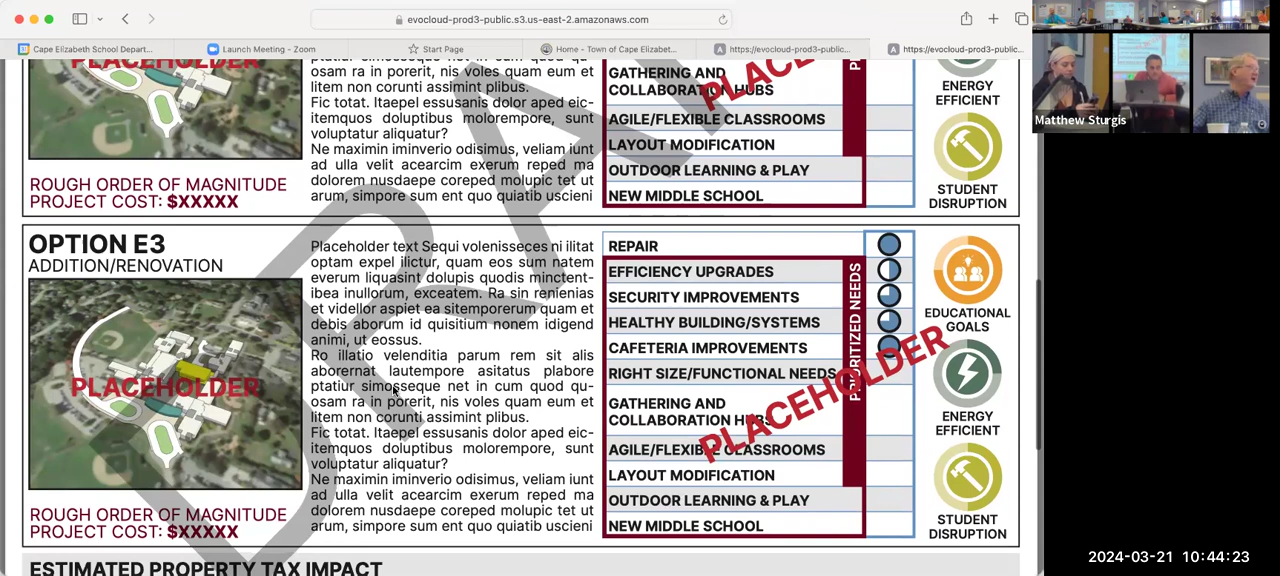 evocloud-prod3-public.s3.us-east-2.amazonaws.com
Cape Elizabeth School Depart...
Launch Meeting - Zoom
Start Page
Home - Town of Cape Elizabet...
https://evocloud-prod3-public...
https://evocloud-prod3-public...
Matthew Sturgis
PLACEHOLDER
ROUGH ORDER OF MAGNITUDE
PROJECT COST: $XXXXX
osam ra in porerit, nis voles quam eum et
litem non corunti assimint plibus.
Fic totat. Itaepel essusanis dolor aped eic-
itemquos doluptibus molorempore, sunt
voluptatur aliquatur?
Ne maximin iminverio odisimus, veliam iunt
ad ulla velit acearcim exerum reped ma
dolorem nusdaepe coreped molupic tet ut
arum, simpore sum ent quo quiatib uscieni
GATHERING AND
COLLABORATION HUBS
AGILE/FLEXIBLE CLASSROOMS
LAYOUT MODIFICATION
OUTDOOR LEARNING & PLAY
NEW MIDDLE SCHOOL
ENERGY
EFFICIENT
STUDENT
DISRUPTION
OPTION E3
ADDITION/RENOVATION
PLACEHOLDER
ROUGH ORDER OF MAGNITUDE
PROJECT COST: $XXXXX
Placeholder text Sequi volenisseces ni ilitat
optam expel ilictur, quam eos sum natem
everum liquasint dolupis quodis minctent-
ibea inullorum, exceatem. Ra sin renienias
et videllor aspiet ea sitemporerum quam et
debis aborum id quisitium nonem idigend
animi, ut eossus.
Ro illatio velenditia parum rem sit alis
aborernat lautempore asitatus plabore
ptatiur simosseque net in cum quod qu-
osam ra in porerit, nis voles quam eum et
litem non corunti assimint plibus.
Fic totat. Itaepel essusanis dolor aped eic-
itemquos doluptibus molorempore, sunt
voluptatur aliquatur?
Ne maximin iminverio odisimus, veliam iunt
ad ulla velit acearcim exerum reped ma
dolorem nusdaepe coreped molupic tet ut
arum, simpore sum ent quo quiatib uscieni
REPAIR
EFFICIENCY UPGRADES
SECURITY IMPROVEMENTS
HEALTHY BUILDING/SYSTEMS
CAFETERIA IMPROVEMENTS
RIGHT SIZE/FUNCTIONAL NEEDS
GATHERING AND
COLLABORATION HUBS
AGILE/FLEXIBLE CLASSROOMS
LAYOUT MODIFICATION
OUTDOOR LEARNING & PLAY
NEW MIDDLE SCHOOL
PRIORITIZED NEEDS
PLACEHOLDER
EDUCATIONAL
GOALS
ENERGY
EFFICIENT
STUDENT
DISRUPTION
ESTIMATED PROPERTY TAX IMPACT
2024-03-21 10:44:23